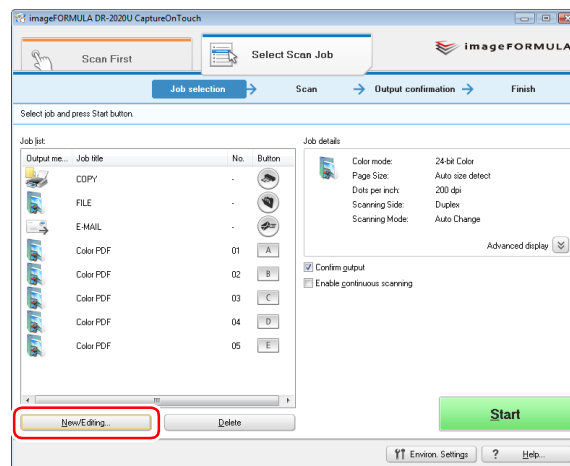 imageFORMULA DR-2020U CaptureOnTouch
Scan First
Select Scan Job
imageFORMULA
Job selection
Scan
Output confirmation
Finish
Select job and press Start button.
Job list:
Output me... Job title No. Button
COPY -
FILE -
E-MAIL -
Color PDF 01 A
Color PDF 02 B
Color PDF 03 C
Color PDF 04 D
Color PDF 05 E
New/Editing...
Delete
Job details
Color mode: 24-bit Color
Page Size: Auto size detect
Dots per inch: 200 dpi
Scanning Side: Duplex
Scanning Mode: Auto Change
Advanced display
Confirm output
Enable continuous scanning
Start
Environ. Settings
? Help...